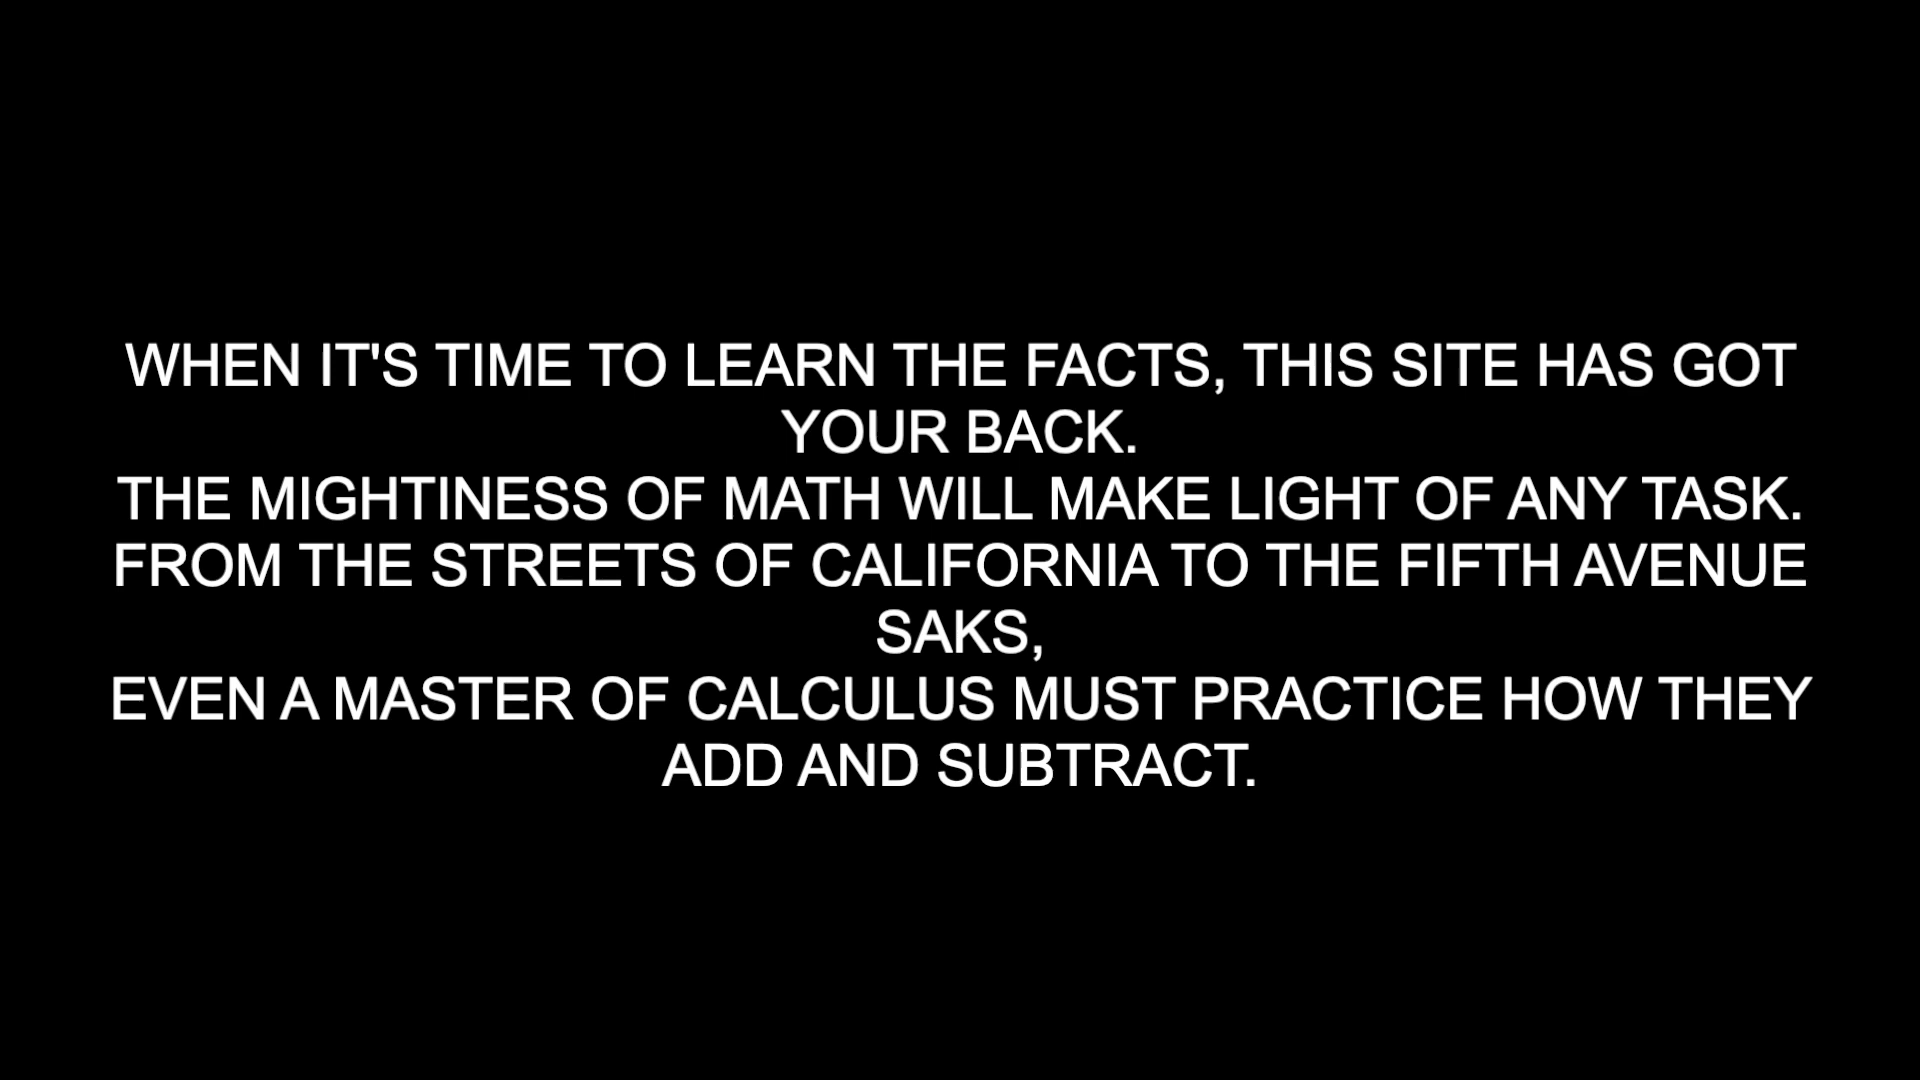 WHEN IT'S TIME TO LEARN THE FACTS, THIS SITE HAS GOT
YOUR BACK.
THE MIGHTINESS OF MATH WILL MAKE LIGHT OF ANY TASK.
FROM THE STREETS OF CALIFORNIA TO THE FIFTH AVENUE
SAKS,
EVEN A MASTER OF CALCULUS MUST PRACTICE HOW THEY
ADD AND SUBTRACT.